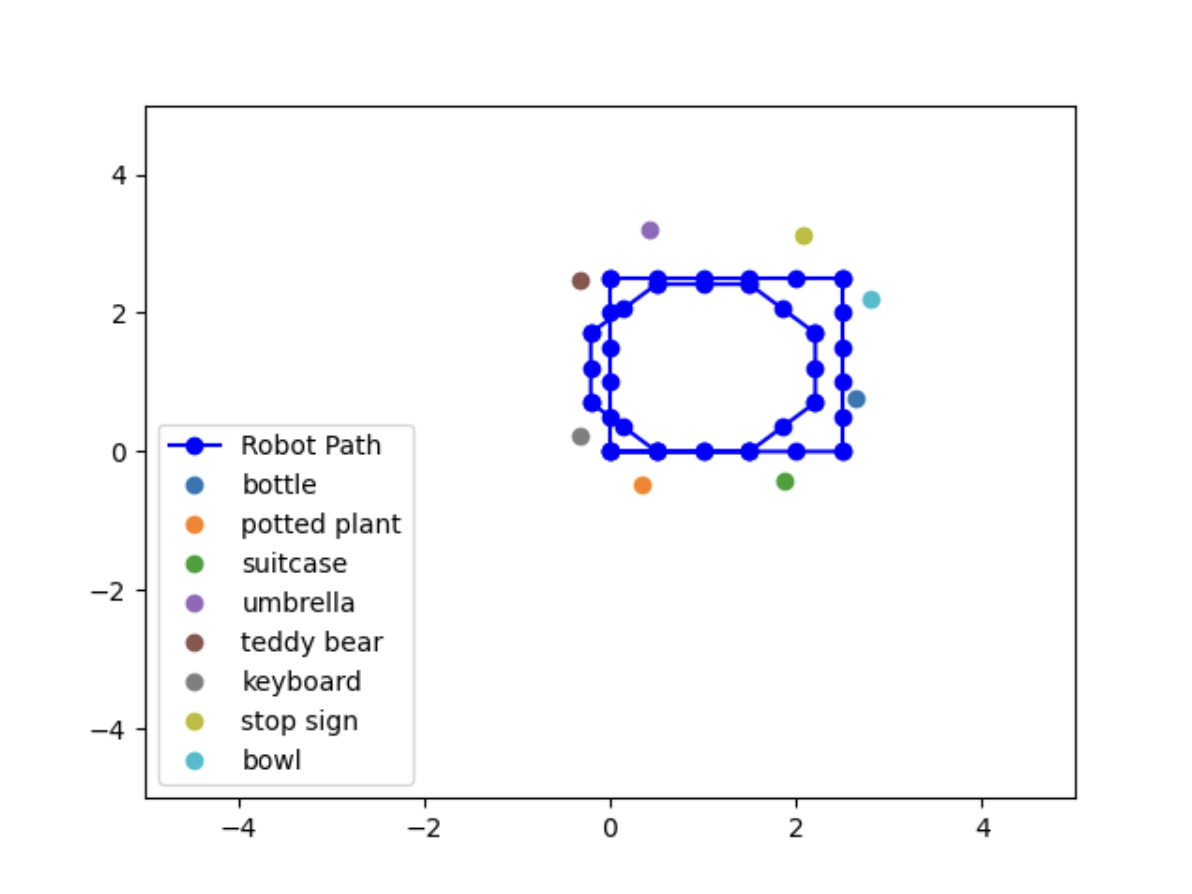 4
2
0
−2
−4
Robot Path
bottle
potted plant
suitcase
umbrella
teddy bear
keyboard
stop sign
bowl
−4 −2 0 2 4